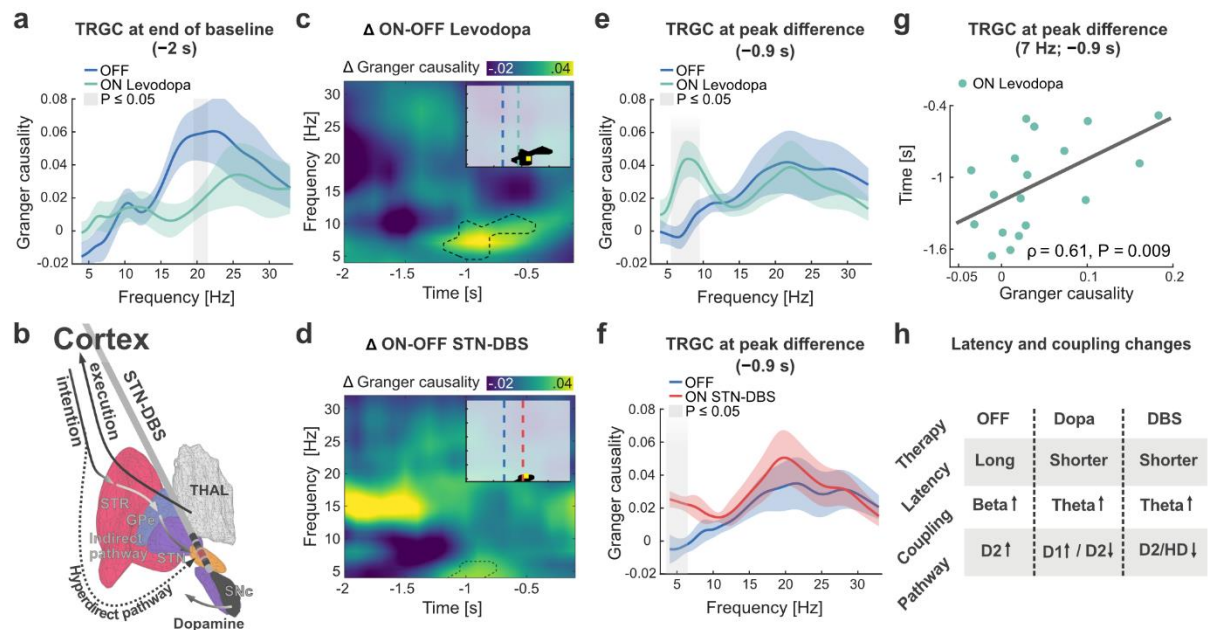 a
TRGC at end of baseline
(−2 s)
OFF
ON Levodopa
P ≤ 0.05
Granger causality
0.08
0.06
0.04
0.02
0
-0.02
5 10 15 20 25 30
Frequency [Hz]
b
Cortex
intention
execution
STN-DBS
THAL
STR
GPe
Indirect
pathway
STN
SNc
Hyperdirect pathway
Dopamine
c
Δ ON-OFF Levodopa
Δ Granger causality
-.02 .04
Frequency [Hz]
30
25
20
15
10
5
-2 -1.5 -1 -0.5
Time [s]
d
Δ ON-OFF STN-DBS
Δ Granger causality
-.02 .04
Frequency [Hz]
30
25
20
15
10
5
-2 -1.5 -1 -0.5
Time [s]
e
TRGC at peak difference
(−0.9 s)
OFF
ON Levodopa
P ≤ 0.05
Granger causality
0.08
0.06
0.04
0.02
0
-0.02
5 10 15 20 25 30
Frequency [Hz]
f
TRGC at peak difference
(−0.9 s)
OFF
ON STN-DBS
P ≤ 0.05
Granger causality
0.08
0.06
0.04
0.02
0
-0.02
5 10 15 20 25 30
Frequency [Hz]
g
TRGC at peak difference
(7 Hz; −0.9 s)
ON Levodopa
Time [s]
-0.4
-1
-1.6
ρ = 0.61, P = 0.009
-0.05 0 0.1 0.2
Granger causality
h
Latency and coupling changes
Therapy
OFF Dopa DBS
Latency
Long Shorter Shorter
Coupling
Beta↑ Theta↑ Theta↑
Pathway
D2↑ D1↑ / D2↓ D2/HD↓